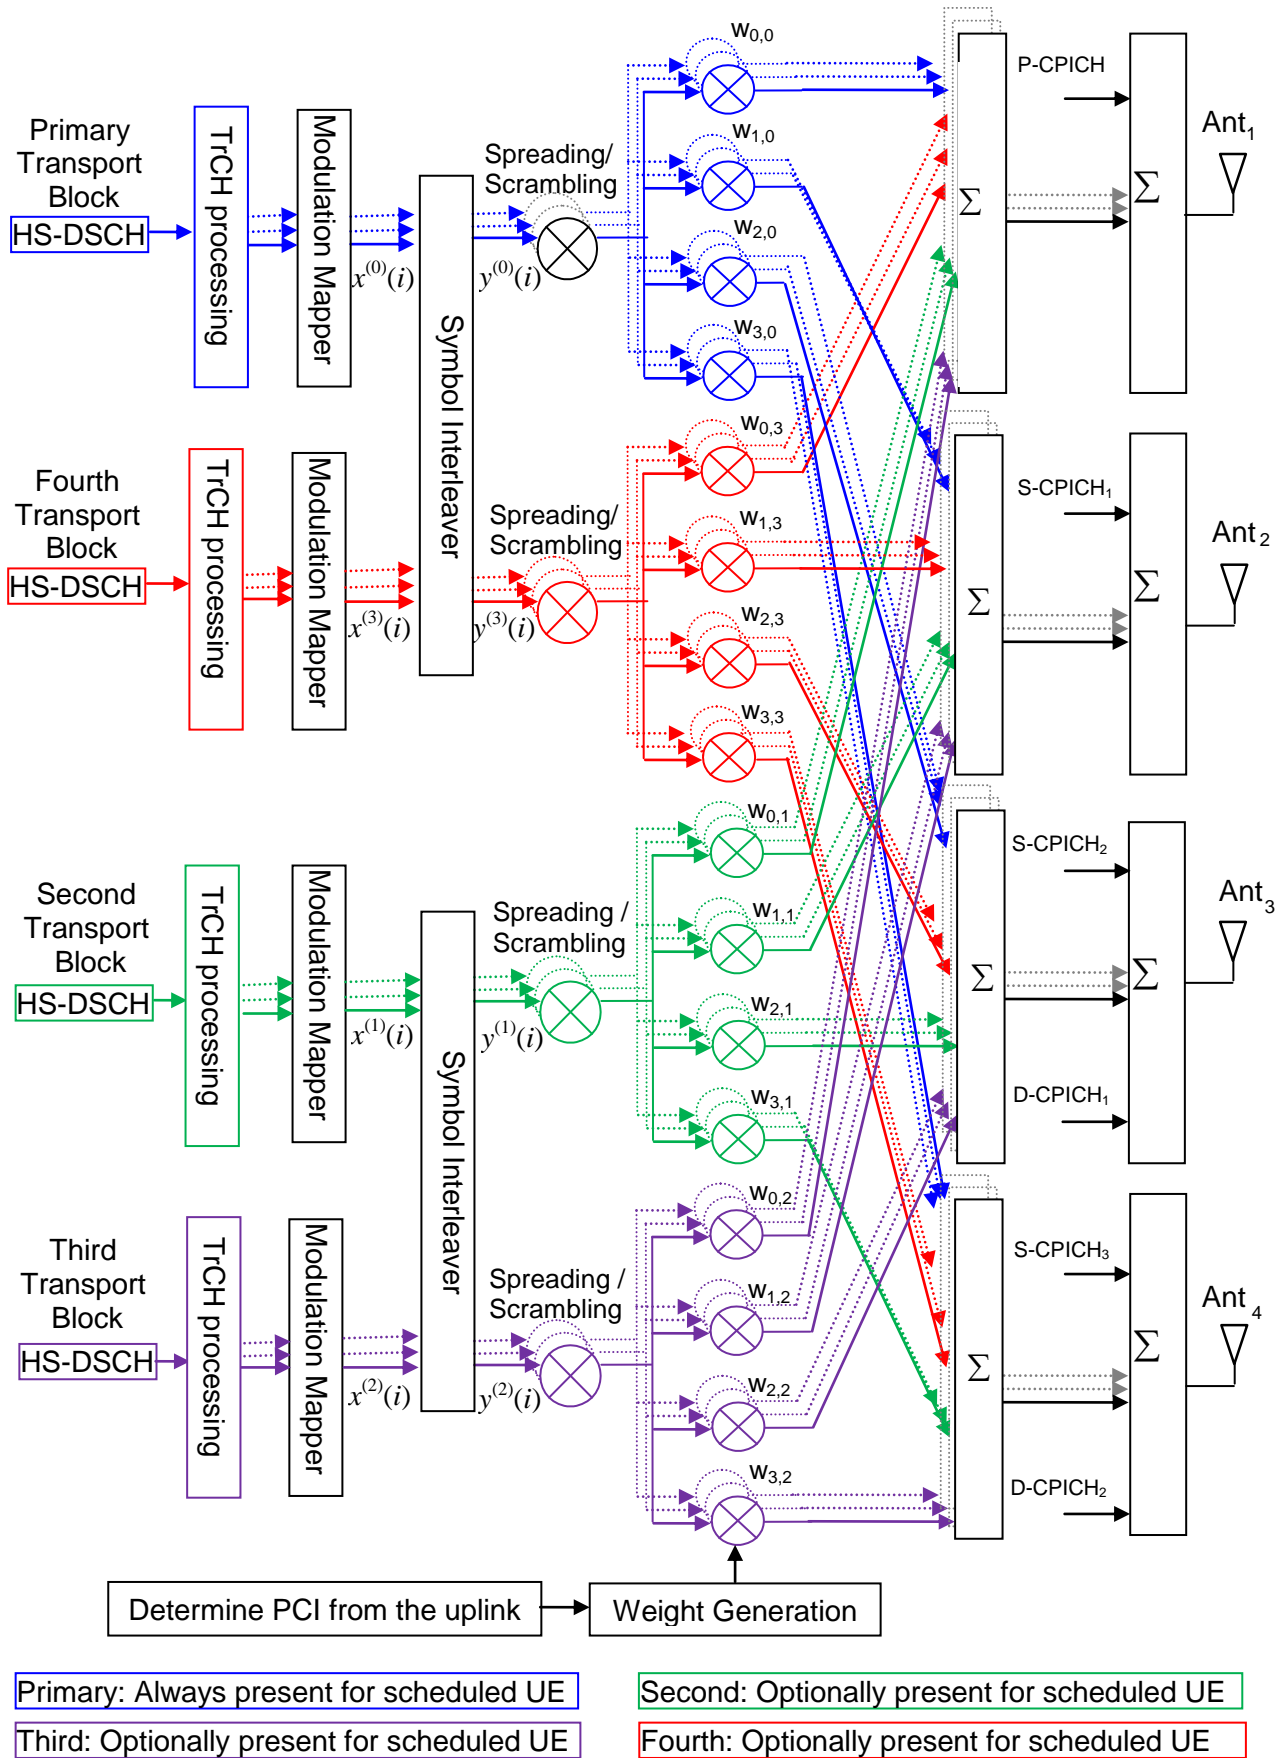 Primary
Transport
Block
HS-DSCH
TrCH processing
Modulation Mapper
x^(0)(i)
Symbol Interleaver
y^(0)(i)
Spreading/
Scrambling
w0,0
w1,0
w2,0
w3,0
Σ
P-CPICH
Σ
Ant1
Fourth
Transport
Block
HS-DSCH
TrCH processing
Modulation Mapper
x^(3)(i)
y^(3)(i)
Spreading/
Scrambling
w0,3
w1,3
w2,3
w3,3
Σ
S-CPICH1
Σ
Ant2
Second
Transport
Block
HS-DSCH
TrCH processing
Modulation Mapper
x^(1)(i)
Symbol Interleaver
y^(1)(i)
Spreading /
Scrambling
w0,1
w1,1
w2,1
w3,1
Σ
S-CPICH2
D-CPICH1
Σ
Ant3
Third
Transport
Block
HS-DSCH
TrCH processing
Modulation Mapper
x^(2)(i)
y^(2)(i)
Spreading /
Scrambling
w0,2
w1,2
w2,2
w3,2
Σ
S-CPICH3
D-CPICH2
Σ
Ant4
Determine PCI from the uplink
Weight Generation
Primary: Always present for scheduled UE
Second: Optionally present for scheduled UE
Third: Optionally present for scheduled UE
Fourth: Optionally present for scheduled UE